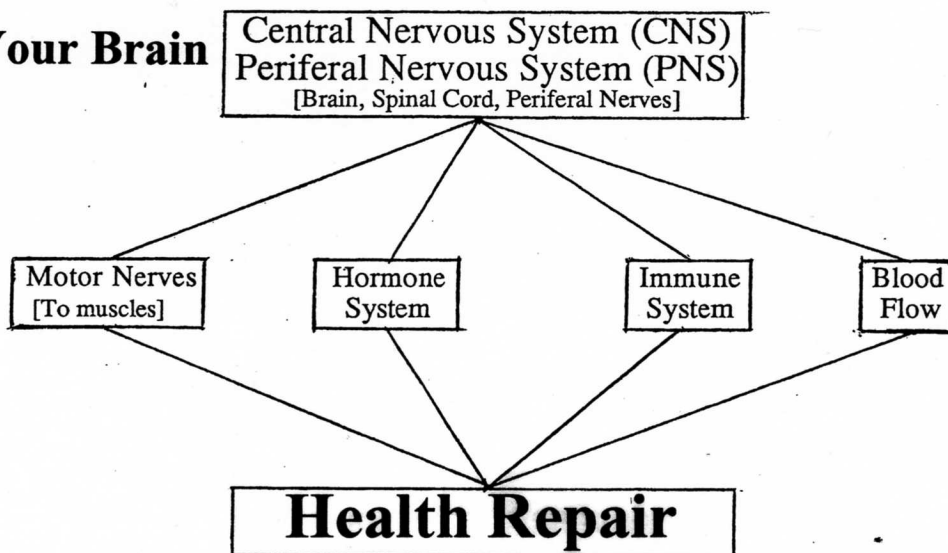 Your Brain
Central Nervous System (CNS)
Periferal Nervous System (PNS)
[Brain, Spinal Cord, Periferal Nerves]
Motor Nerves
[To muscles]
Hormone
System
Immune
System
Blood
Flow
Health Repair